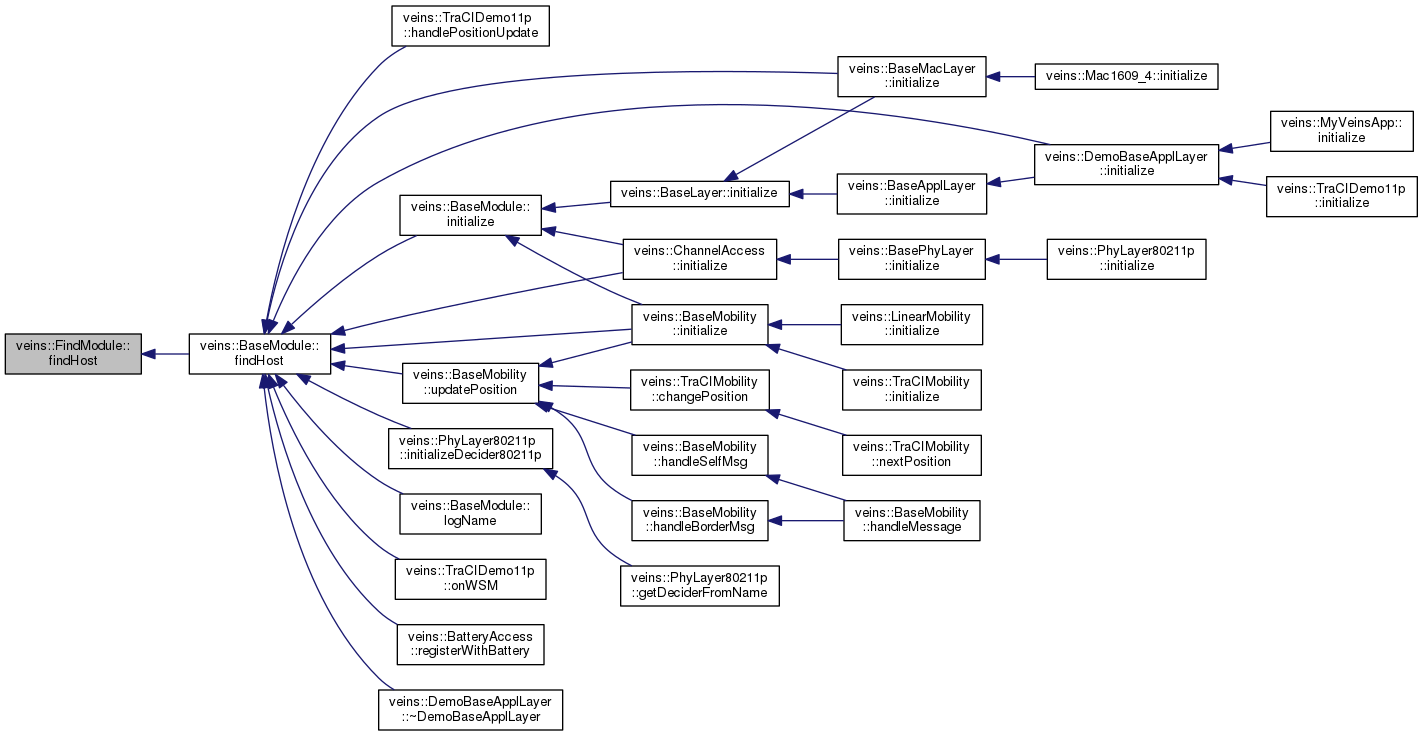 veins::FindModule::
findHost
veins::BaseModule::
findHost
veins::TraCIDemo11p
::handlePositionUpdate
veins::BaseModule::
initialize
veins::BaseMobility
::updatePosition
veins::PhyLayer80211p
::initializeDecider80211p
veins::BaseModule::
logName
veins::TraCIDemo11p
::onWSM
veins::BatteryAccess
::registerWithBattery
veins::DemoBaseApplLayer
::~DemoBaseApplLayer
veins::BaseLayer::initialize
veins::ChannelAccess
::initialize
veins::BaseMobility
::initialize
veins::TraCIMobility
::changePosition
veins::BaseMobility
::handleSelfMsg
veins::BaseMobility
::handleBorderMsg
veins::PhyLayer80211p
::getDeciderFromName
veins::BaseMacLayer
::initialize
veins::BaseApplLayer
::initialize
veins::BasePhyLayer
::initialize
veins::LinearMobility
::initialize
veins::TraCIMobility
::initialize
veins::TraCIMobility
::nextPosition
veins::BaseMobility
::handleMessage
veins::Mac1609_4::initialize
veins::DemoBaseApplLayer
::initialize
veins::PhyLayer80211p
::initialize
veins::MyVeinsApp::
initialize
veins::TraCIDemo11p
::initialize